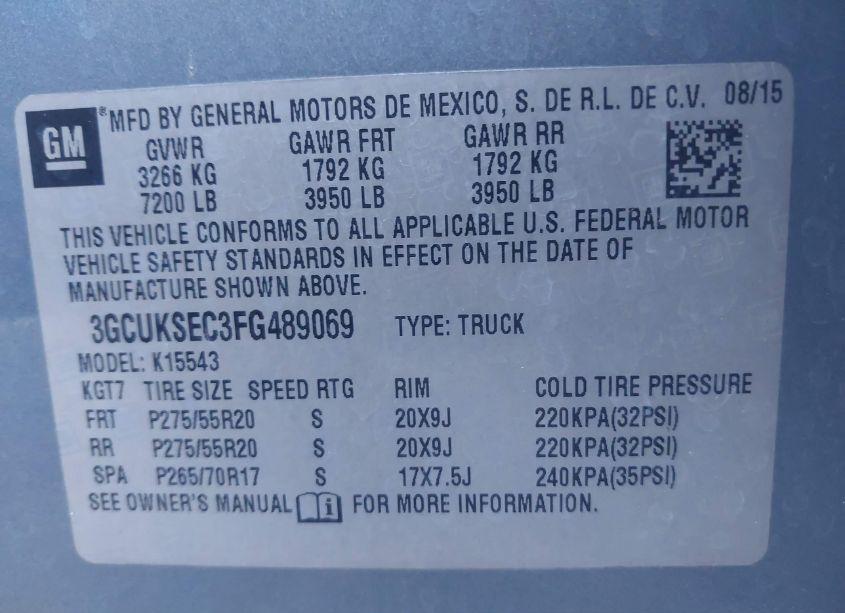 GM
®MFD BY GENERAL MOTORS DE MEXICO, S. DE R.L. DE C.V. 08/15
GVWR GAWR FRT GAWR RR
3266 KG 1792 KG 1792 KG
7200 LB 3950 LB 3950 LB
THIS VEHICLE CONFORMS TO ALL APPLICABLE U.S. FEDERAL MOTOR
VEHICLE SAFETY STANDARDS IN EFFECT ON THE DATE OF
MANUFACTURE SHOWN ABOVE.
3GCUKSEC3FG489069 TYPE: TRUCK
MODEL: K15543
KGT7 TIRE SIZE SPEED RTG RIM COLD TIRE PRESSURE
FRT P275/55R20 S 20X9J 220KPA(32PSI)
RR P275/55R20 S 20X9J 220KPA(32PSI)
SPA P265/70R17 S 17X7.5J 240KPA(35PSI)
SEE OWNER'S MANUAL i FOR MORE INFORMATION.